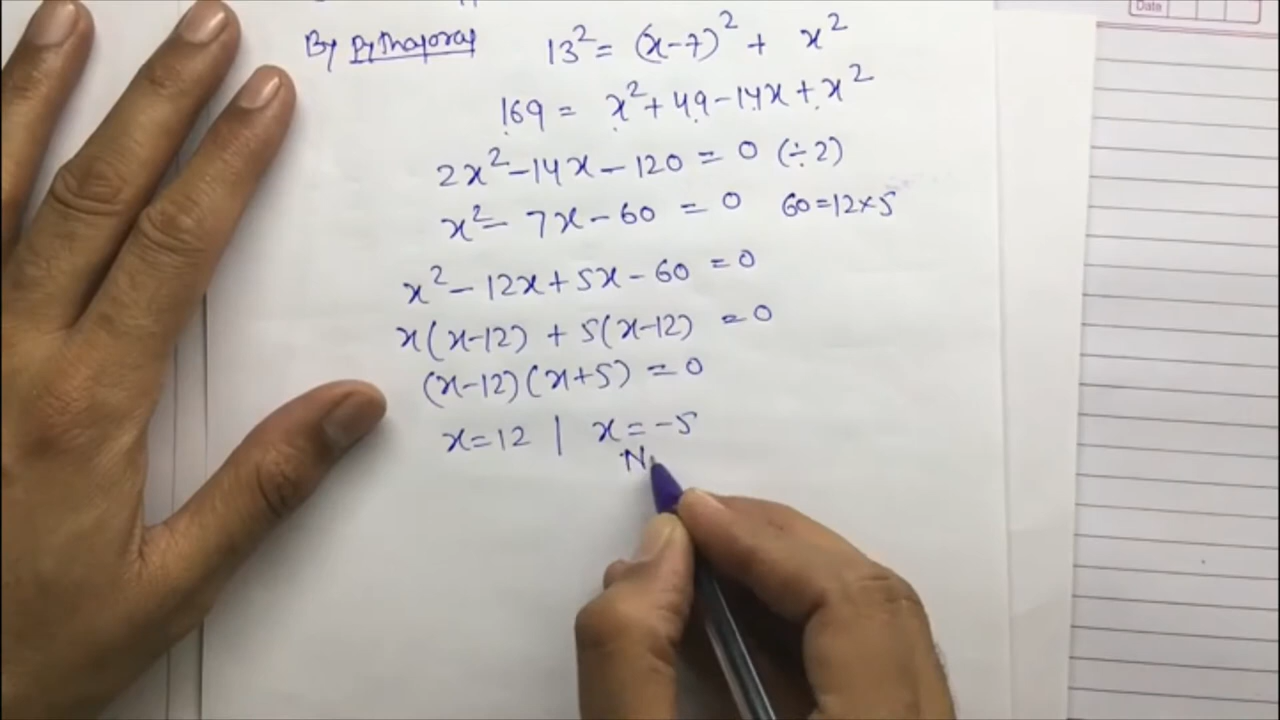 Date
By Pythagoras 13² = (x-7)² + x²
169 = x² + 49 - 14x + x²
2x² - 14x - 120 = 0 (÷2)
x² - 7x - 60 = 0 60 = 12 × 5
x² - 12x + 5x - 60 = 0
x(x-12) + 5(x-12) = 0
(x-12)(x+5) = 0
x = 12 | x = -5
N